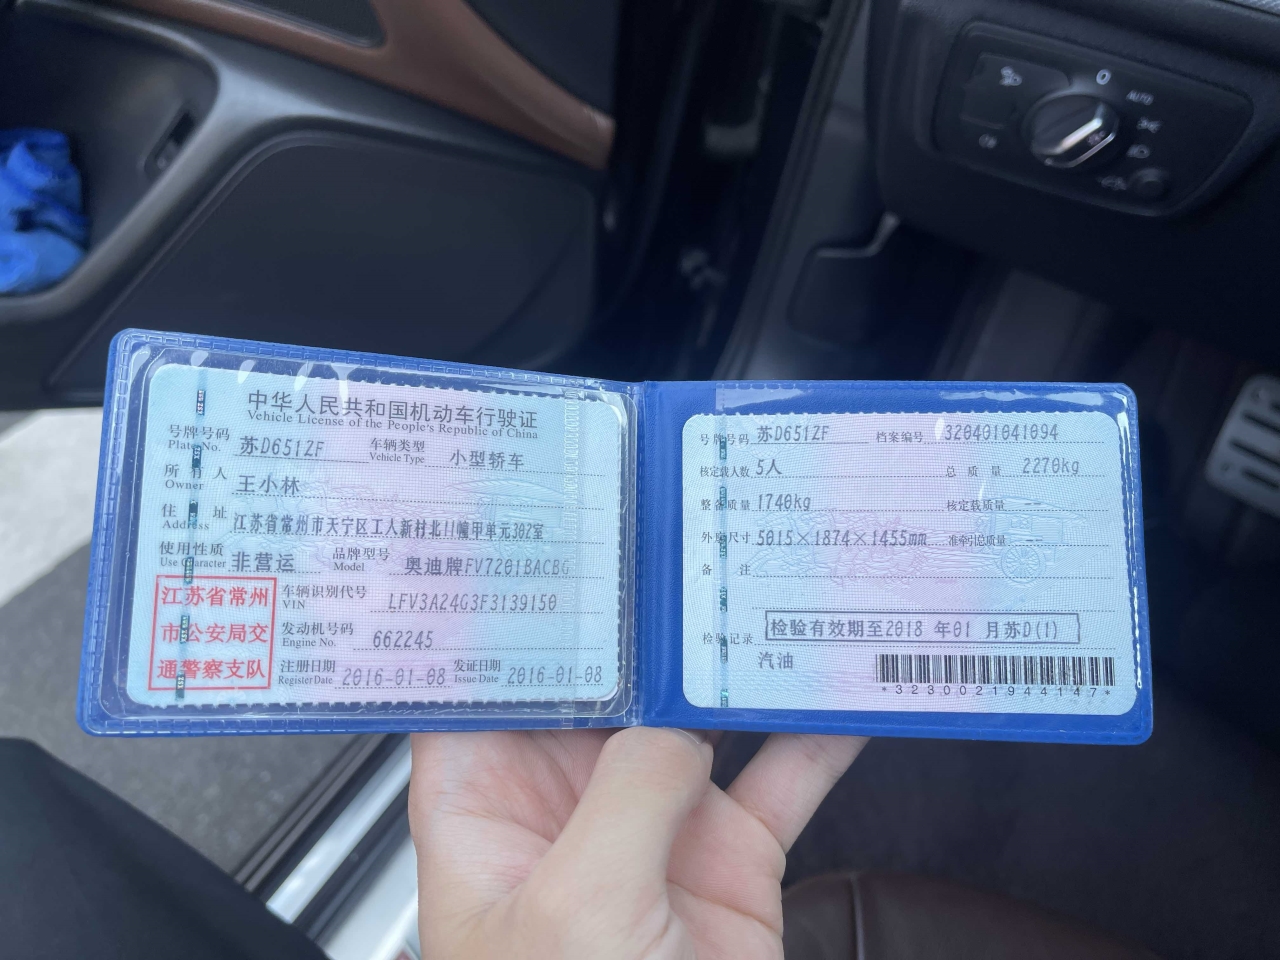 中华人民共和国机动车行驶证
Vehicle License of the People's Republic of China
号牌号码 苏D651ZF 车辆类型 小型轿车
Plate No. Vehicle Type
所有人 王小林
Owner
住址 江苏省常州市天宁区工人新村北11幢甲单元302室
Address
使用性质 非营运 品牌型号 奥迪牌FV7201BACBG
Use Character Model
江苏省常州
市公安局交
通警察支队
车辆识别代号 LFV3A24G3F3139150
VIN
发动机号码 662245
Engine No.
注册日期 2016-01-08 发证日期 2016-01-08
Register Date Issue Date
号牌号码 苏D651ZF 档案编号 320401041094
核定载人数 5人 总质量 2270kg
整备质量 1740kg 核定载质量 --
外廓尺寸 5015×1874×1455mm 准牵引总质量 --
备注
检验记录 检验有效期至2018 年01 月苏D(1)
汽油
*3230021944147*
AUTO